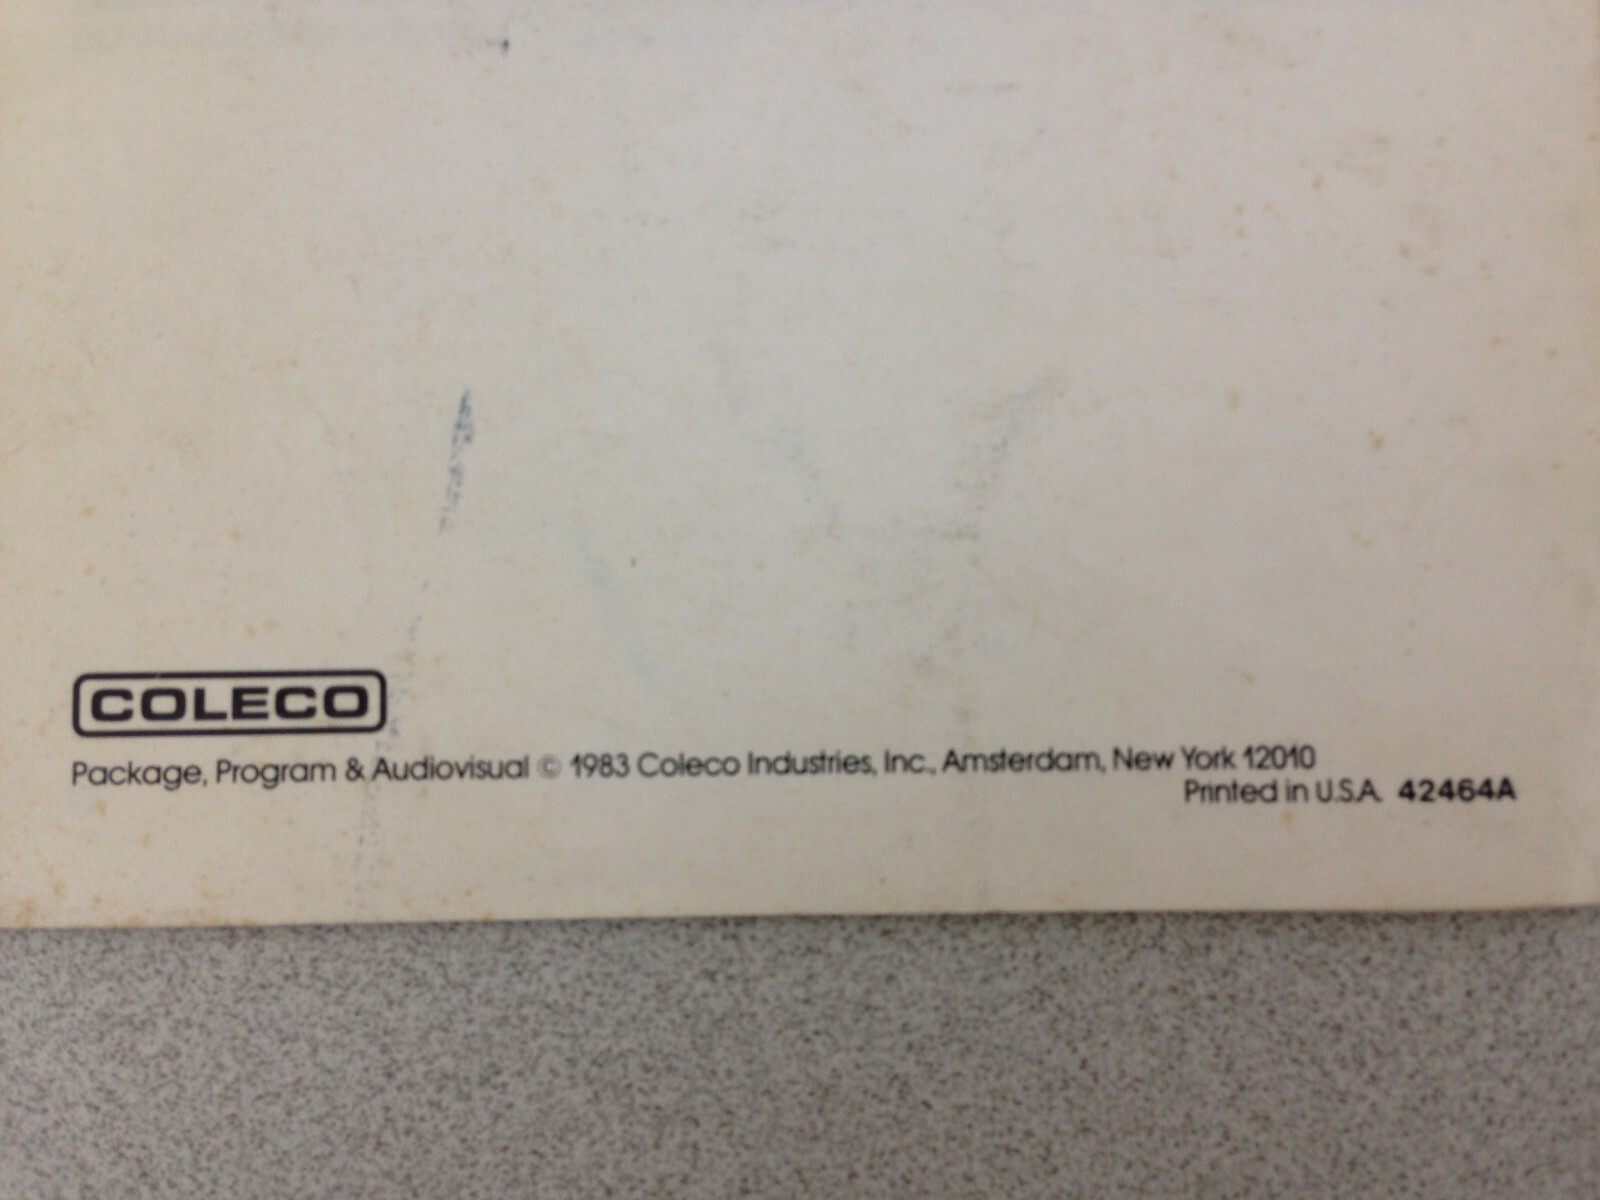 COLECO
Package, Program & Audiovisual © 1983 Coleco Industries, Inc., Amsterdam, New York 12010
Printed in U.S.A. 42464A